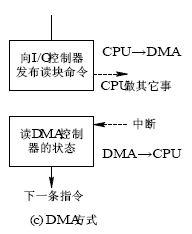 向I/O控制器
发布读块命令
CPU→DMA
CPU做其它事
读DMA控制
器的状态
中断
DMA→CPU
下一条指令
(c) DMA方式